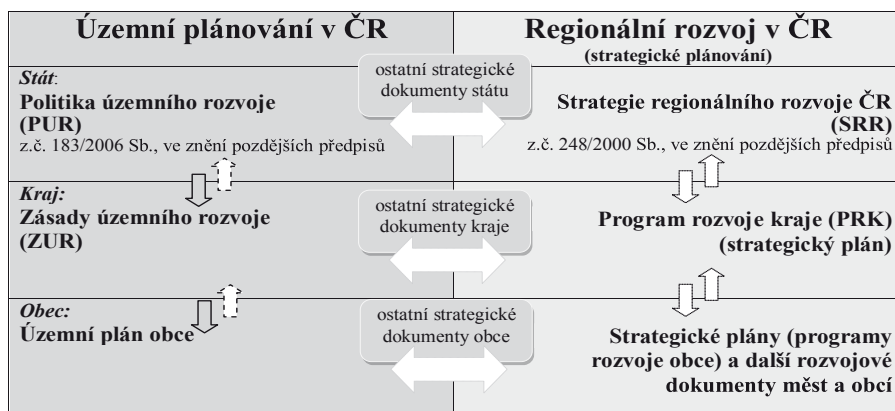 Územní plánování v ČR
Regionální rozvoj v ČR
(strategické plánování)
ostatní strategické
dokumenty státu
Stát:
Politika územního rozvoje
(PUR)
z.č. 183/2006 Sb., ve znění pozdějších předpisů
Strategie regionálního rozvoje ČR
(SRR)
z.č. 248/2000 Sb., ve znění pozdějších předpisů
Kraj:
Zásady územního rozvoje
(ZUR)
ostatní strategické
dokumenty kraje
Program rozvoje kraje (PRK)
(strategický plán)
Obec:
Územní plán obce
ostatní strategické
dokumenty obce
Strategické plány (programy
rozvoje obce) a další rozvojové
dokumenty měst a obcí